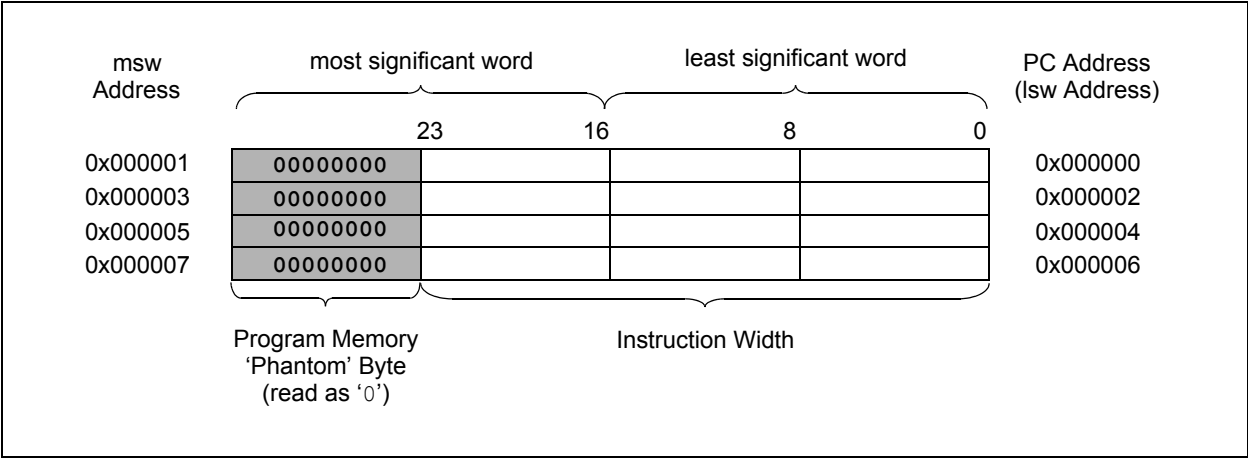 msw
Address
most significant word
least significant word
PC Address
(lsw Address)
23 16 8 0
0x000001 00000000 0x000000
0x000003 00000000 0x000002
0x000005 00000000 0x000004
0x000007 00000000 0x000006
Program Memory
‘Phantom’ Byte
(read as ‘0’)
Instruction Width